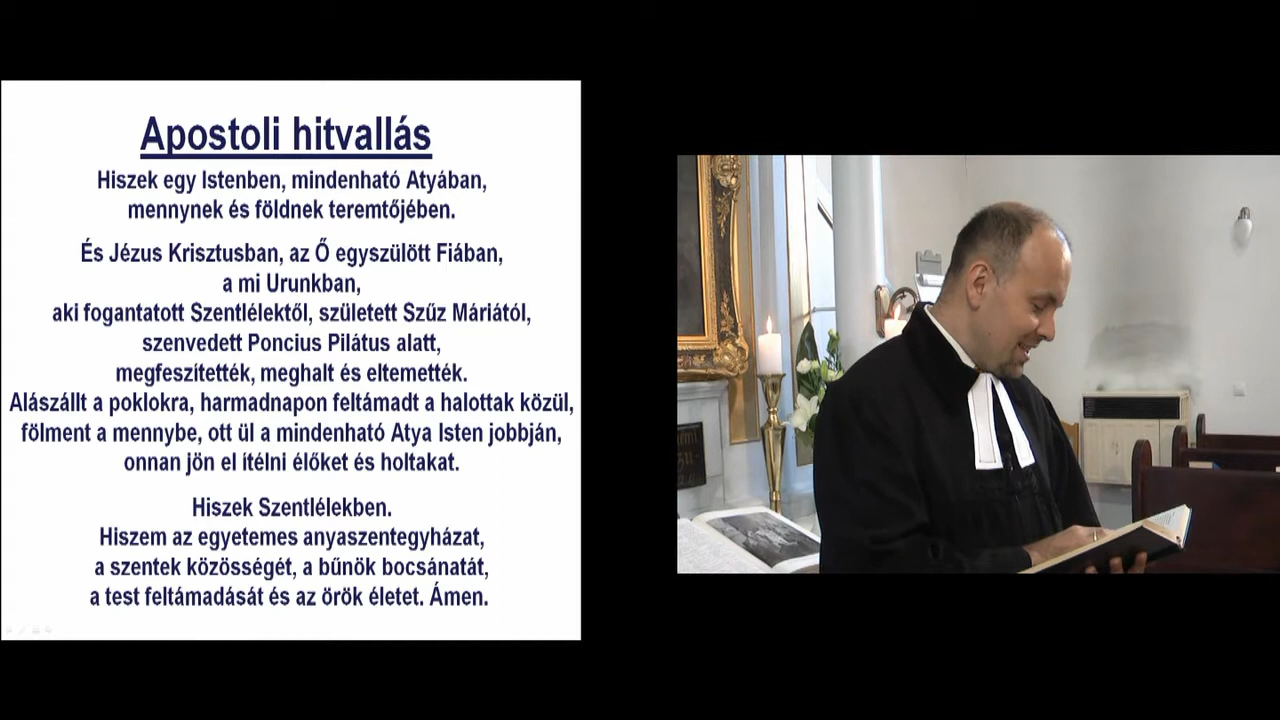 Apostoli hitvallás
Hiszek egy Istenben, mindenható Atyában,
mennynek és földnek teremtőjében.
És Jézus Krisztusban, az Ő egyszülött Fiában,
a mi Urunkban,
aki fogantatott Szentlélektől, született Szűz Máriától,
szenvedett Poncius Pilátus alatt,
megfeszítették, meghalt és eltemették.
Alászállt a poklokra, harmadnapon feltámadt a halottak közül,
fölment a mennybe, ott ül a mindenható Atya Isten jobbján,
onnan jön el ítélni élőket és holtakat.
Hiszek Szentlélekben.
Hiszem az egyetemes anyaszentegyházat,
a szentek közösségét, a bűnök bocsánatát,
a test feltámadását és az örök életet. Ámen.